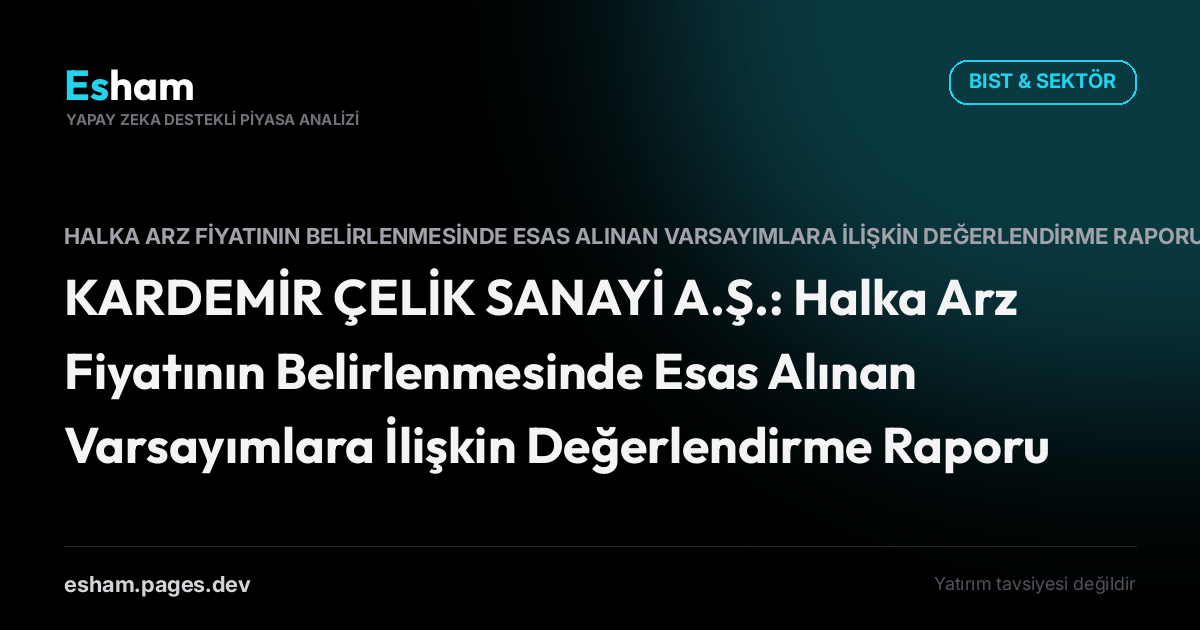 Esham
BIST & SEKTÖR
YAPAY ZEKA DESTEKLİ PİYASA ANALİZİ
HALKA ARZ FİYATININ BELİRLENMESİNDE ESAS ALINAN VARSAYIMLARA İLİŞKİN DEĞERLENDİRME RAPORU
KARDEMİR ÇELİK SANAYİ A.Ş.: Halka Arz
Fiyatının Belirlenmesinde Esas Alınan
Varsayımlara İlişkin Değerlendirme Raporu
esham.pages.dev
Yatırım tavsiyesi değildir